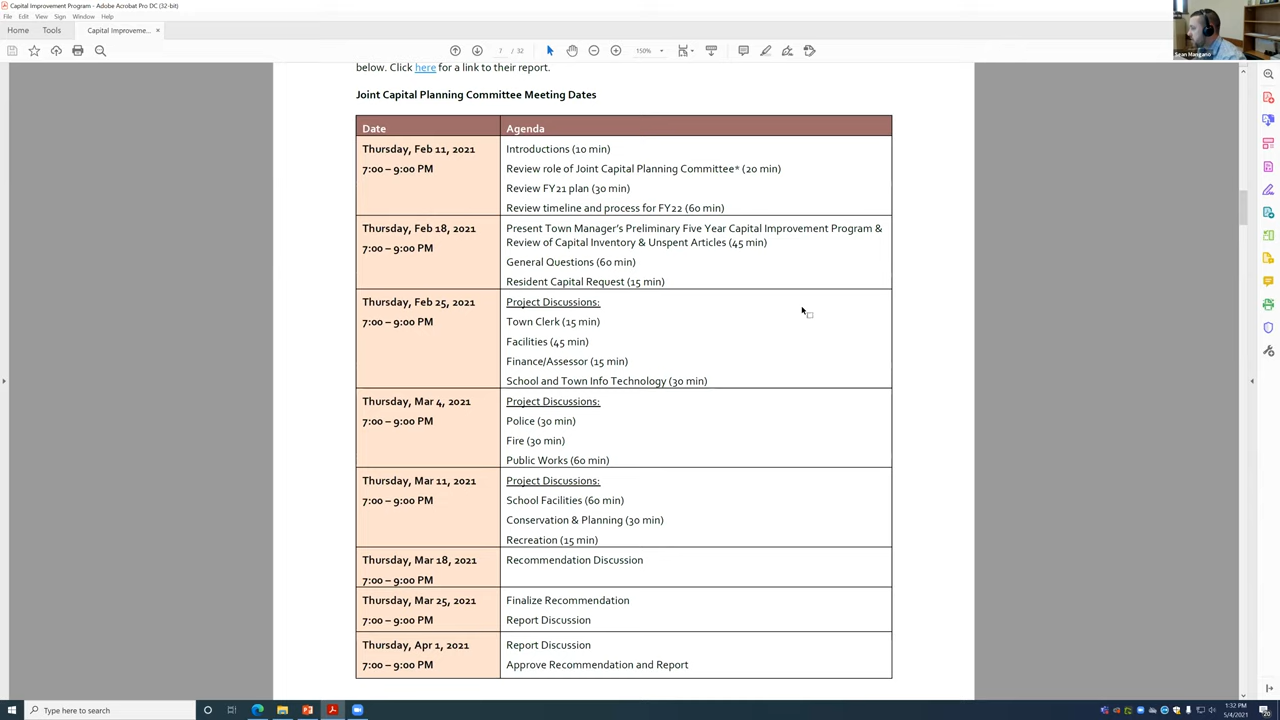 Capital Improvement Program - Adobe Acrobat Pro DC (32-bit)
File Edit View Sign Window Help
Home Tools Capital Improveme... ×
7 / 32 150%
Sean Mangano
below. Click here for a link to their report.
Joint Capital Planning Committee Meeting Dates
Date Agenda
Thursday, Feb 11, 2021 Introductions (10 min)
7:00 – 9:00 PM Review role of Joint Capital Planning Committee* (20 min)
Review FY21 plan (30 min)
Review timeline and process for FY22 (60 min)
Thursday, Feb 18, 2021 Present Town Manager's Preliminary Five Year Capital Improvement Program &
7:00 – 9:00 PM Review of Capital Inventory & Unspent Articles (45 min)
General Questions (60 min)
Resident Capital Request (15 min)
Thursday, Feb 25, 2021 Project Discussions:
7:00 – 9:00 PM Town Clerk (15 min)
Facilities (45 min)
Finance/Assessor (15 min)
School and Town Info Technology (30 min)
Thursday, Mar 4, 2021 Project Discussions:
7:00 – 9:00 PM Police (30 min)
Fire (30 min)
Public Works (60 min)
Thursday, Mar 11, 2021 Project Discussions:
7:00 – 9:00 PM School Facilities (60 min)
Conservation & Planning (30 min)
Recreation (15 min)
Thursday, Mar 18, 2021 Recommendation Discussion
7:00 – 9:00 PM
Thursday, Mar 25, 2021 Finalize Recommendation
7:00 – 9:00 PM Report Discussion
Thursday, Apr 1, 2021 Report Discussion
7:00 – 9:00 PM Approve Recommendation and Report
Type here to search
1:32 PM
5/4/2021